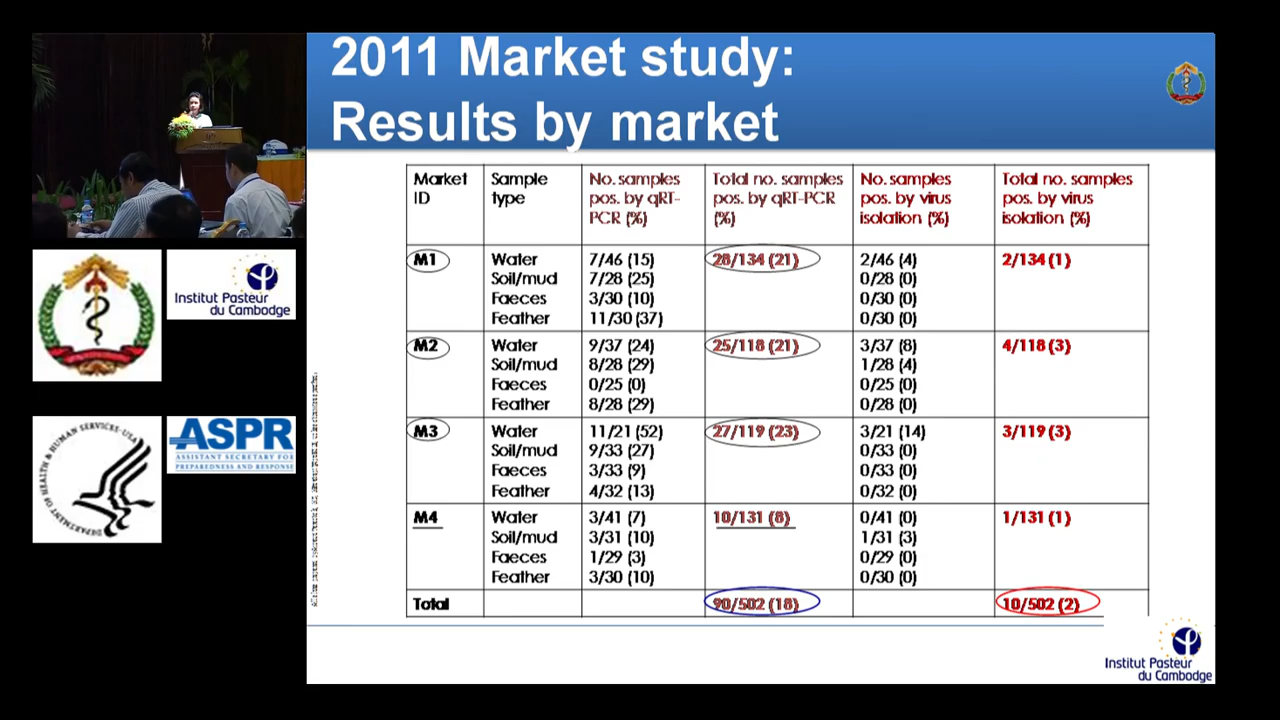 2011 Market study:
Results by market
Market ID
Sample type
No. samples pos. by qRT-PCR (%)
Total no. samples pos. by qRT-PCR (%)
No. samples pos. by virus isolation (%)
Total no. samples pos. by virus isolation (%)
M1 Water 7/46 (15) 28/134 (21) 2/46 (4) 2/134 (1)
Soil/mud 7/28 (25) 0/28 (0)
Faeces 3/30 (10) 0/30 (0)
Feather 11/30 (37) 0/30 (0)
M2 Water 9/37 (24) 25/118 (21) 3/37 (8) 4/118 (3)
Soil/mud 8/28 (29) 1/28 (4)
Faeces 0/25 (0) 0/25 (0)
Feather 8/28 (29) 0/28 (0)
M3 Water 11/21 (52) 27/119 (23) 3/21 (14) 3/119 (3)
Soil/mud 9/33 (27) 0/33 (0)
Faeces 3/33 (9) 0/33 (0)
Feather 4/32 (13) 0/32 (0)
M4 Water 3/41 (7) 10/131 (8) 0/41 (0) 1/131 (1)
Soil/mud 3/31 (10) 1/31 (3)
Faeces 1/29 (3) 0/29 (0)
Feather 3/30 (10) 0/30 (0)
Total 90/502 (18) 10/502 (2)
Institut Pasteur
du Cambodge
Institut Pasteur
du Cambodge
DEPARTMENT OF HEALTH & HUMAN SERVICES • USA
ASPR
ASSISTANT SECRETARY FOR
PREPAREDNESS AND RESPONSE